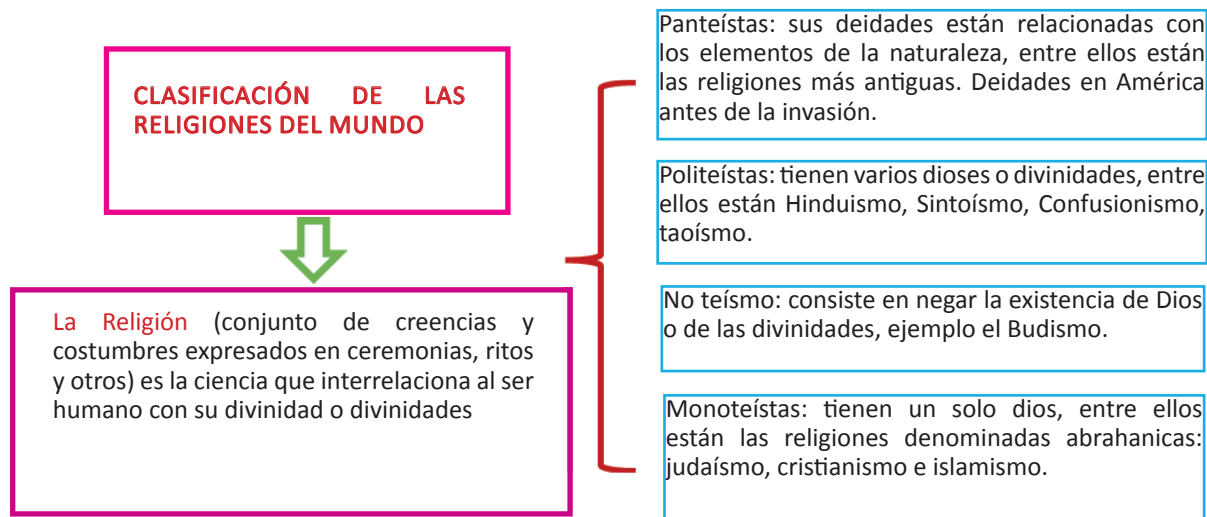 CLASIFICACIÓN DE LAS
RELIGIONES DEL MUNDO
La Religión (conjunto de creencias y
costumbres expresados en ceremonias, ritos
y otros) es la ciencia que interrelaciona al ser
humano con su divinidad o divinidades
Panteístas: sus deidades están relacionadas con
los elementos de la naturaleza, entre ellos están
las religiones más antiguas. Deidades en América
antes de la invasión.
Politeístas: tienen varios dioses o divinidades, entre
ellos están Hinduismo, Sintoísmo, Confusionismo,
taoísmo.
No teísmo: consiste en negar la existencia de Dios
o de las divinidades, ejemplo el Budismo.
Monoteístas: tienen un solo dios, entre ellos
están las religiones denominadas abrahanicas:
judaísmo, cristianismo e islamismo.